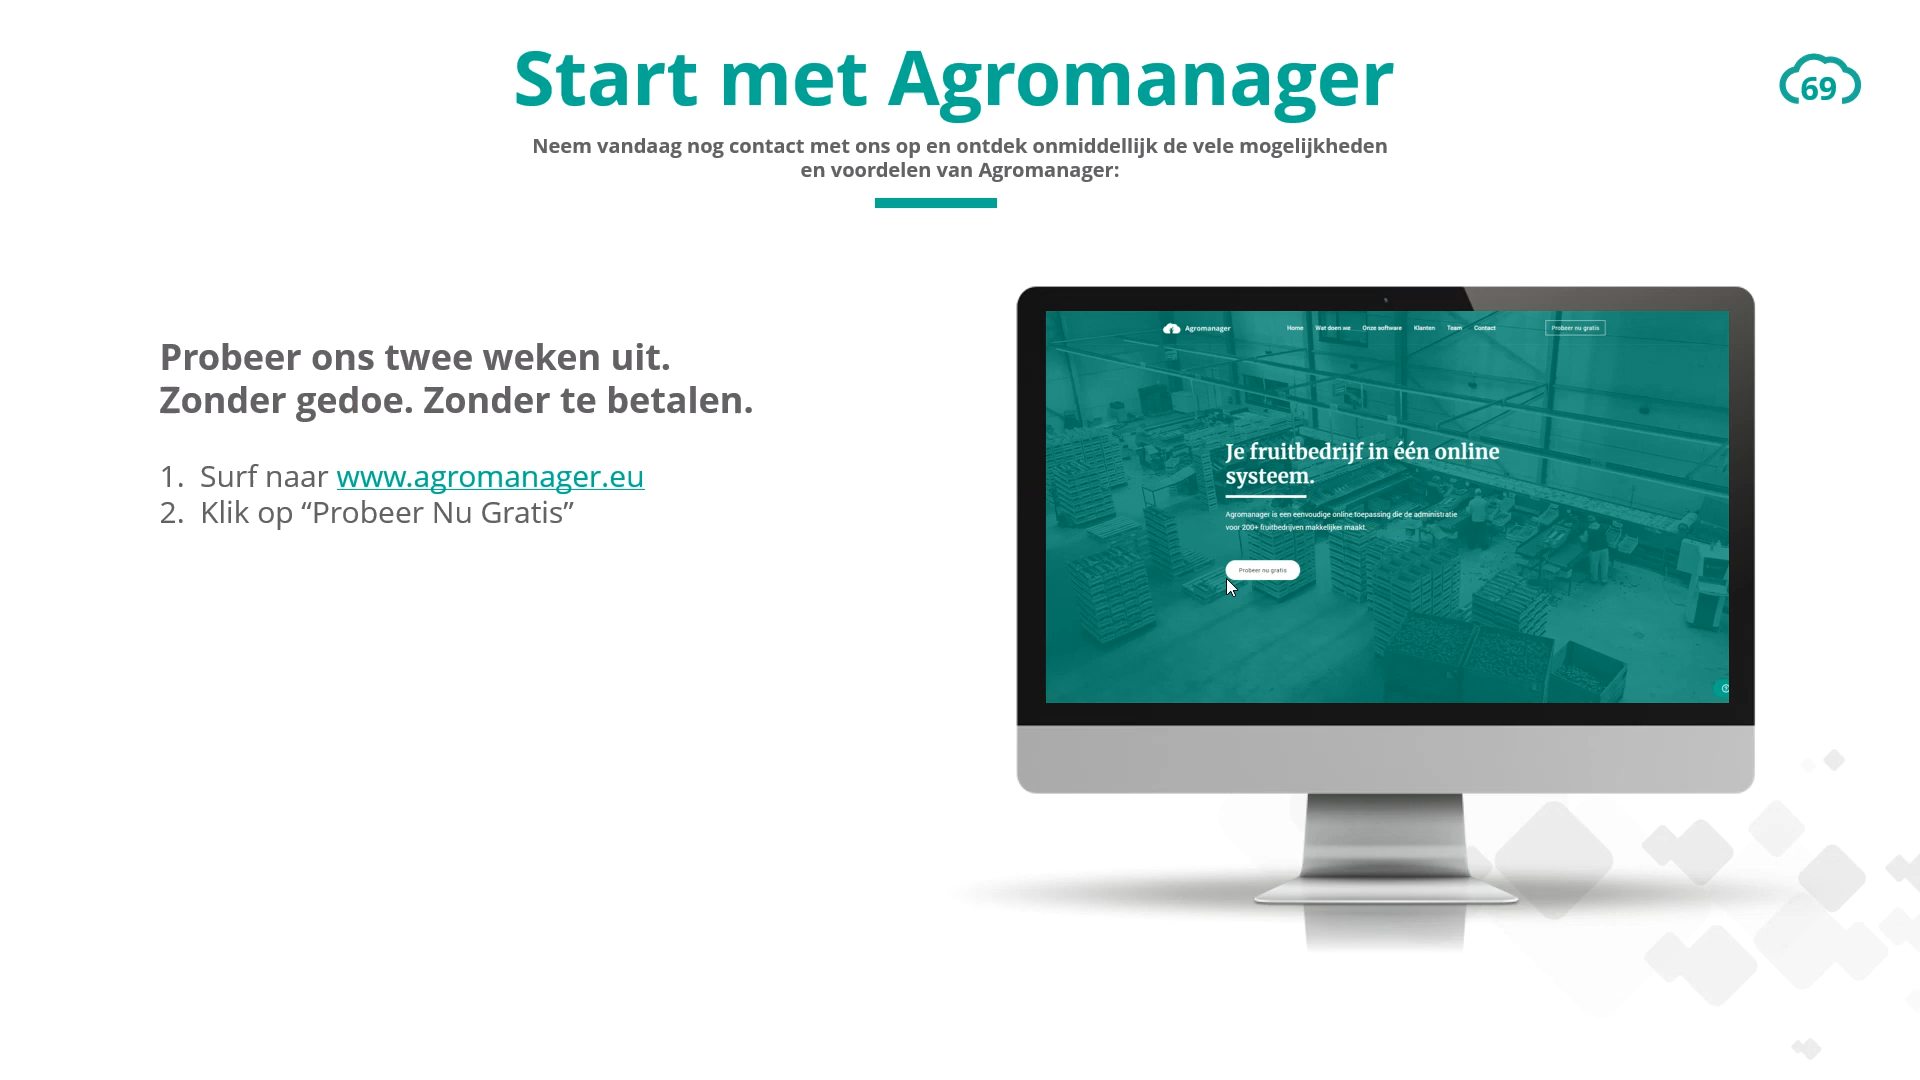 Start met Agromanager
69
Neem vandaag nog contact met ons op en ontdek onmiddellijk de vele mogelijkheden
en voordelen van Agromanager:
Probeer ons twee weken uit.
Zonder gedoe. Zonder te betalen.
1. Surf naar www.agromanager.eu
2. Klik op “Probeer Nu Gratis”
Agromanager Home Wat doen we Onze software Klanten Team Contact Probeer nu gratis
Je fruitbedrijf in één online
systeem.
Agromanager is een eenvoudige online toepassing die de administratie
voor 200+ fruitbedrijven makkelijker maakt.
Probeer nu gratis